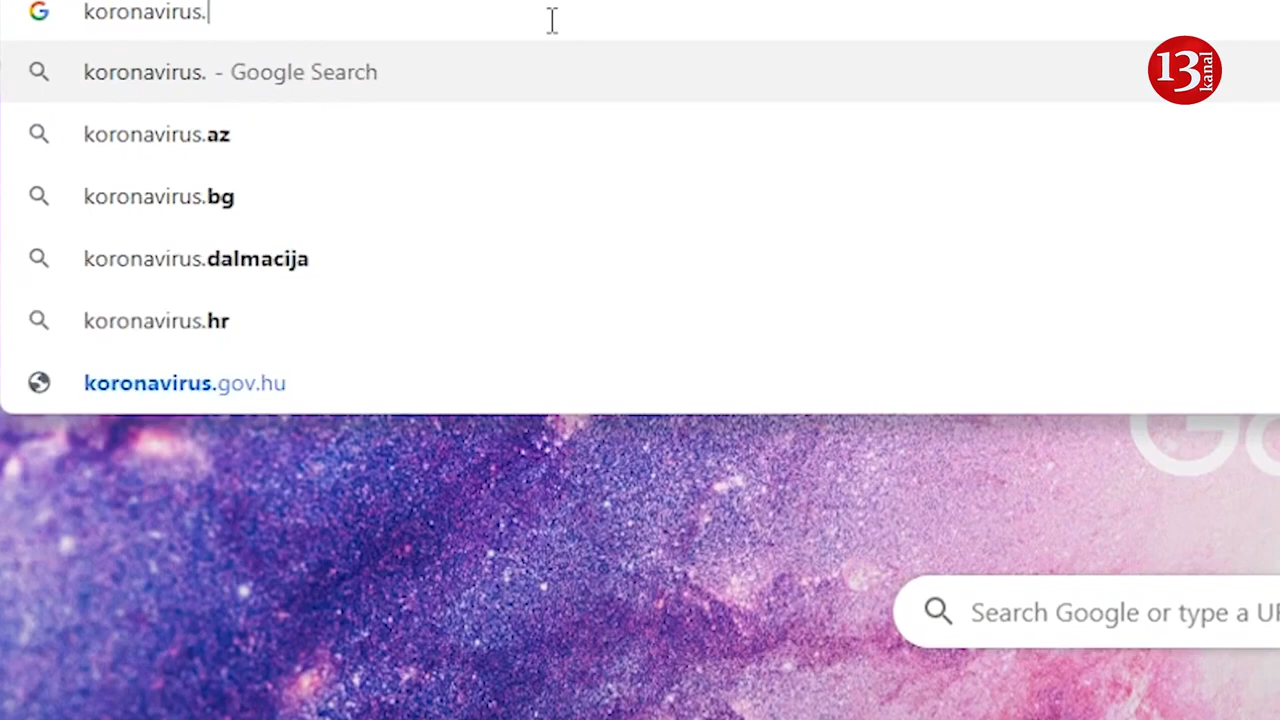 koronavirus.
koronavirus. - Google Search
koronavirus.az
koronavirus.bg
koronavirus.dalmacija
koronavirus.hr
koronavirus.gov.hu
Search Google or type a UR
13 kanal